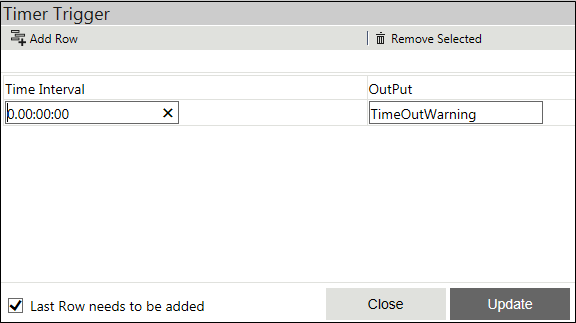 Timer Trigger
Add Row Remove Selected
Time Interval OutPut
0.00:00:00 TimeOutWarning
Last Row needs to be added Close Update